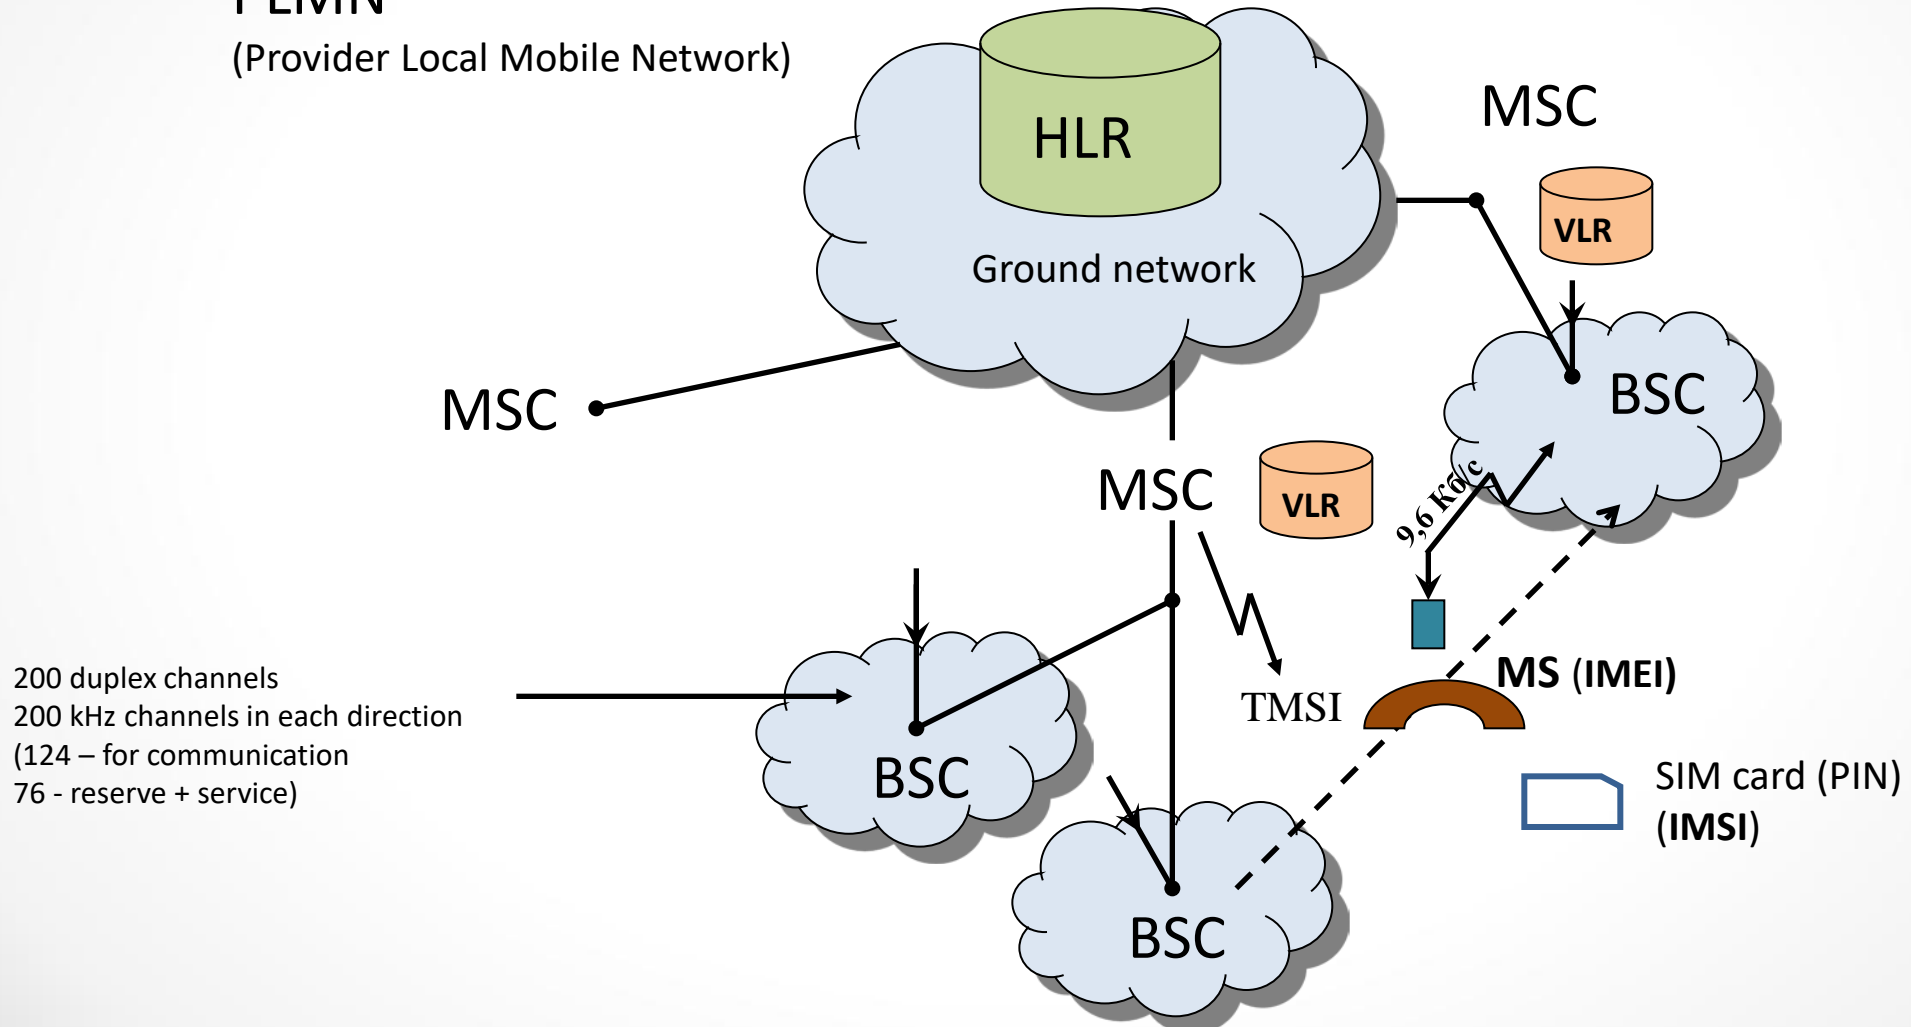 PLMN
(Provider Local Mobile Network)
HLR
Ground network
MSC
VLR
BSC
MSC
MSC
VLR
9,6 Кб/с
200 duplex channels
200 kHz channels in each direction
(124 – for communication
76 - reserve + service)
BSC
TMSI
MS (IMEI)
SIM card (PIN)
(IMSI)
BSC